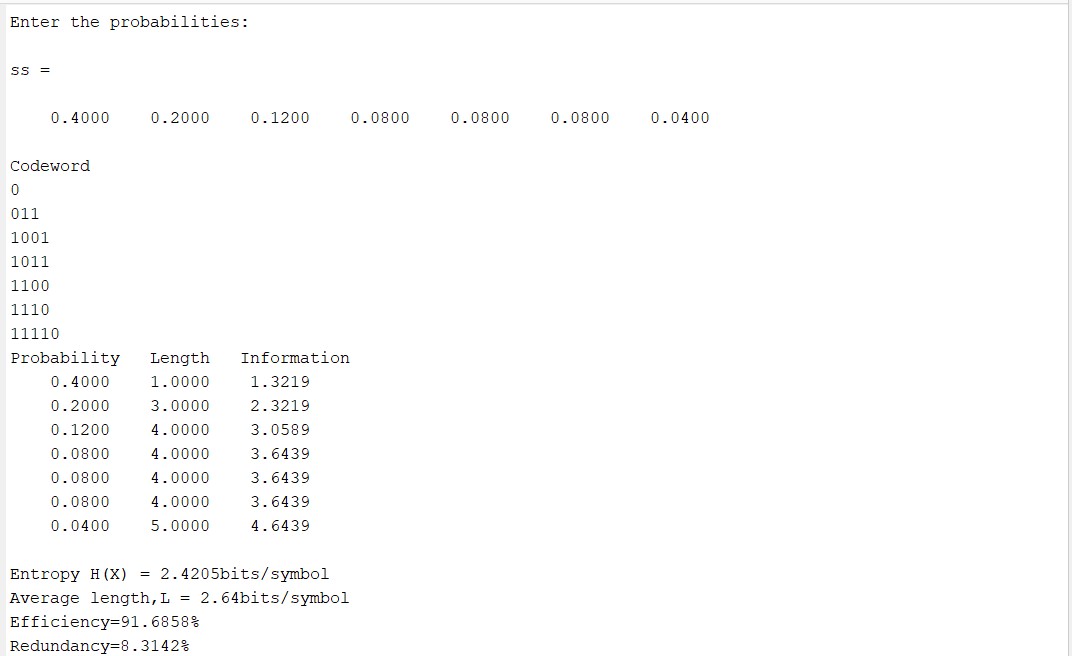 Enter the probabilities:
ss =
0.4000 0.2000 0.1200 0.0800 0.0800 0.0800 0.0400
Codeword
0
011
1001
1011
1100
1110
11110
Probability Length Information
0.4000 1.0000 1.3219
0.2000 3.0000 2.3219
0.1200 4.0000 3.0589
0.0800 4.0000 3.6439
0.0800 4.0000 3.6439
0.0800 4.0000 3.6439
0.0400 5.0000 4.6439
Entropy H(X) = 2.4205bits/symbol
Average length,L = 2.64bits/symbol
Efficiency=91.6858%
Redundancy=8.3142%